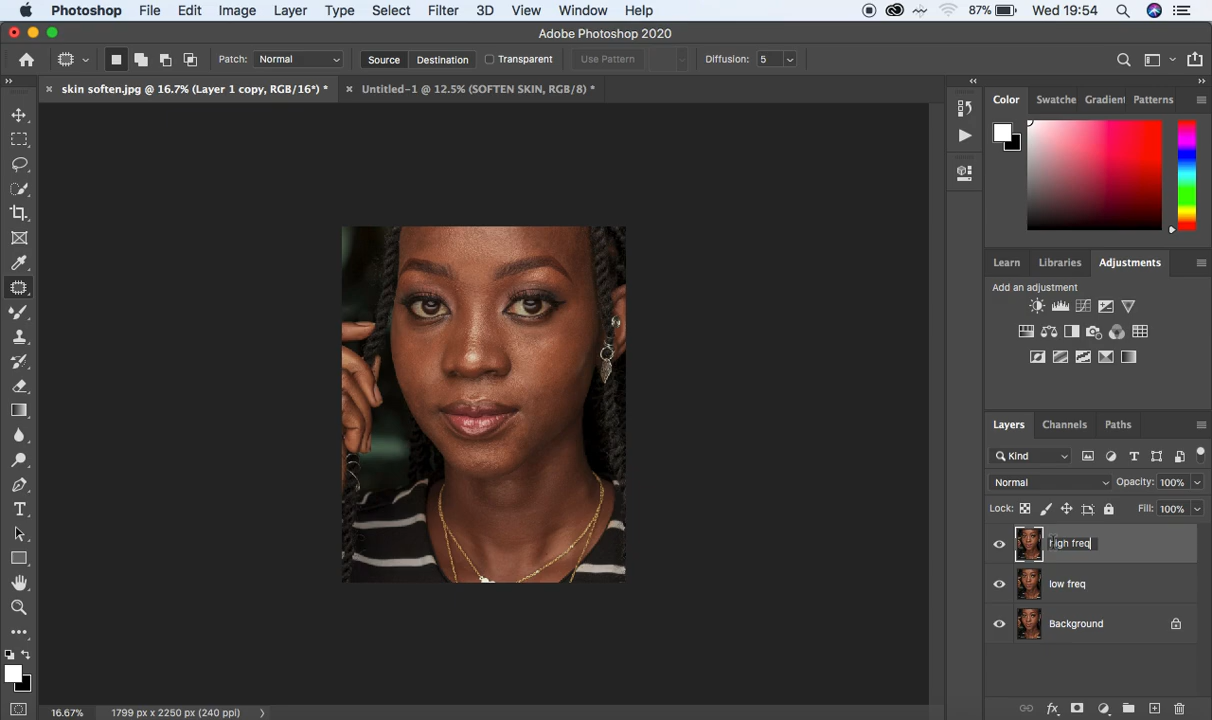 Photoshop File Edit Image Layer Type Select Filter 3D View Window Help 87% Wed 19:54
Adobe Photoshop 2020
Patch: Normal Source Destination Transparent Use Pattern Diffusion: 5
skin soften.jpg @ 16.7% (Layer 1 copy, RGB/16*) * Untitled-1 @ 12.5% (SOFTEN SKIN, RGB/8) *
Color Swatche Gradient Patterns
Learn Libraries Adjustments
Add an adjustment
Layers Channels Paths
Kind
Normal Opacity: 100%
Lock: Fill: 100%
high freq
low freq
Background
16.67% 1799 px x 2250 px (240 ppi)